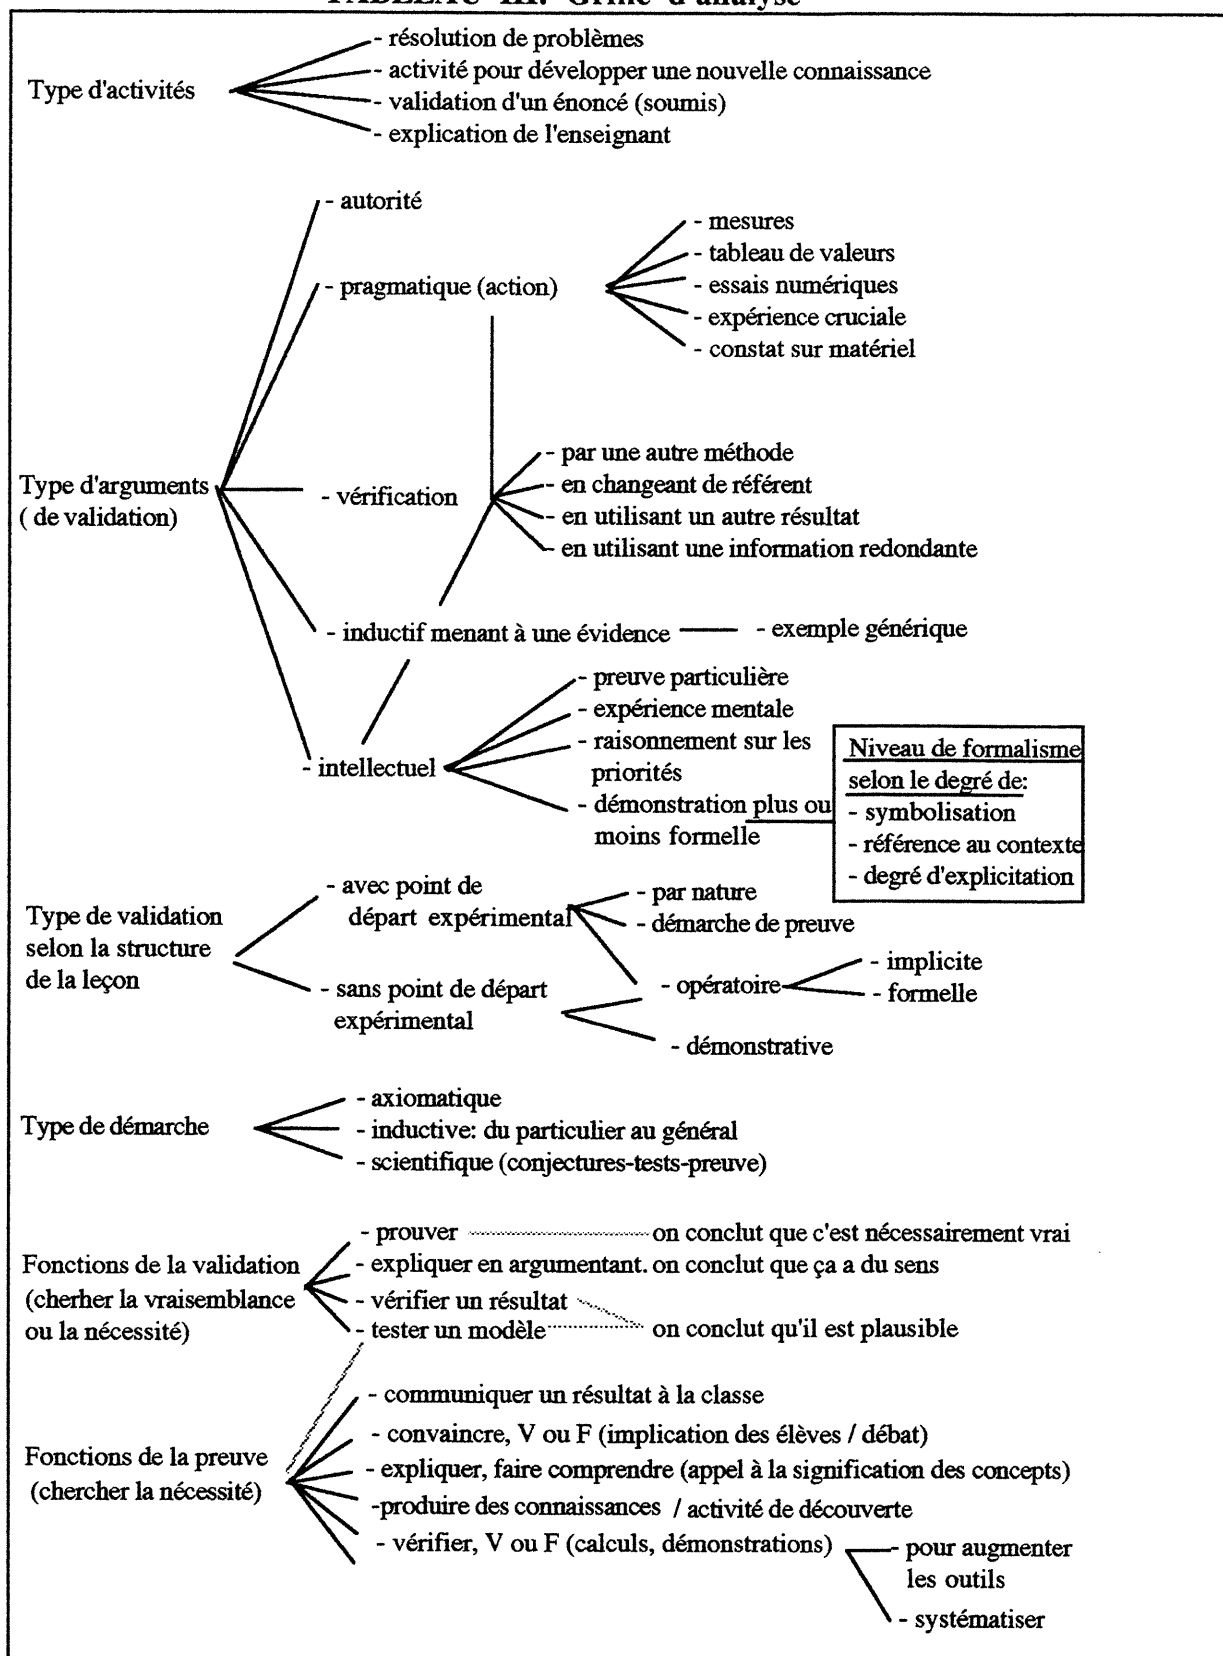 TABLEAU III: Grille d'analyse
- résolution de problèmes
- activité pour développer une nouvelle connaissance
Type d'activités
- validation d'un énoncé (soumis)
- explication de l'enseignant
- autorité
- mesures
- tableau de valeurs
- pragmatique (action)
- essais numériques
- expérience cruciale
- constat sur matériel
- par une autre méthode
Type d'arguments
( de validation)
- vérification
- en changeant de référent
- en utilisant un autre résultat
- en utilisant une information redondante
- inductif menant à une évidence
- exemple générique
- preuve particulière
- expérience mentale
- raisonnement sur les
priorités
- intellectuel
- démonstration plus ou
moins formelle
Niveau de formalisme
selon le degré de:
- symbolisation
- référence au contexte
- degré d'explicitation
Type de validation
selon la structure
de la leçon
- avec point de
départ expérimental
- par nature
- démarche de preuve
- sans point de départ
expérimental
- opératoire
- implicite
- formelle
- démonstrative
Type de démarche
- axiomatique
- inductive: du particulier au général
- scientifique (conjectures-tests-preuve)
Fonctions de la validation
(cherher la vraisemblance
ou la nécessité)
- prouver on conclut que c'est nécessairement vrai
- expliquer en argumentant. on conclut que ça a du sens
- vérifier un résultat
- tester un modèle on conclut qu'il est plausible
Fonctions de la preuve
(chercher la nécessité)
- communiquer un résultat à la classe
- convaincre, V ou F (implication des élèves / débat)
- expliquer, faire comprendre (appel à la signification des concepts)
-produire des connaissances / activité de découverte
- vérifier, V ou F (calculs, démonstrations)
- pour augmenter
les outils
- systématiser